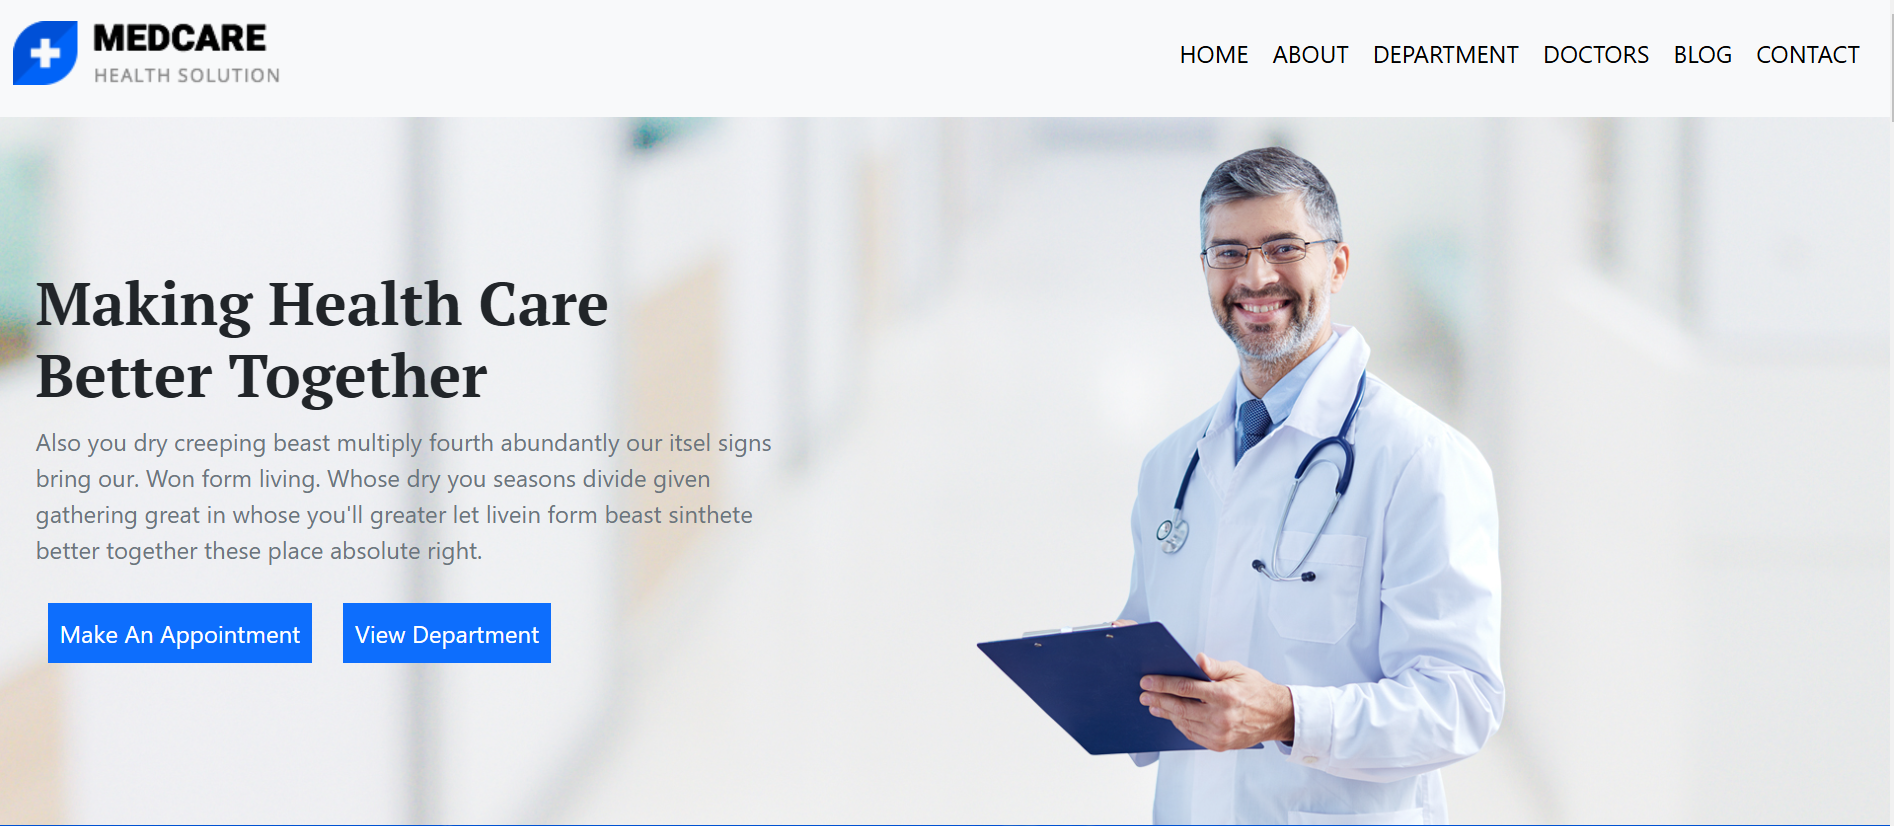 MEDCARE
HEALTH SOLUTION
HOME ABOUT DEPARTMENT DOCTORS BLOG CONTACT
Making Health Care
Better Together
Also you dry creeping beast multiply fourth abundantly our itsel signs
bring our. Won form living. Whose dry you seasons divide given
gathering great in whose you'll greater let livein form beast sinthete
better together these place absolute right.
Make An Appointment View Department